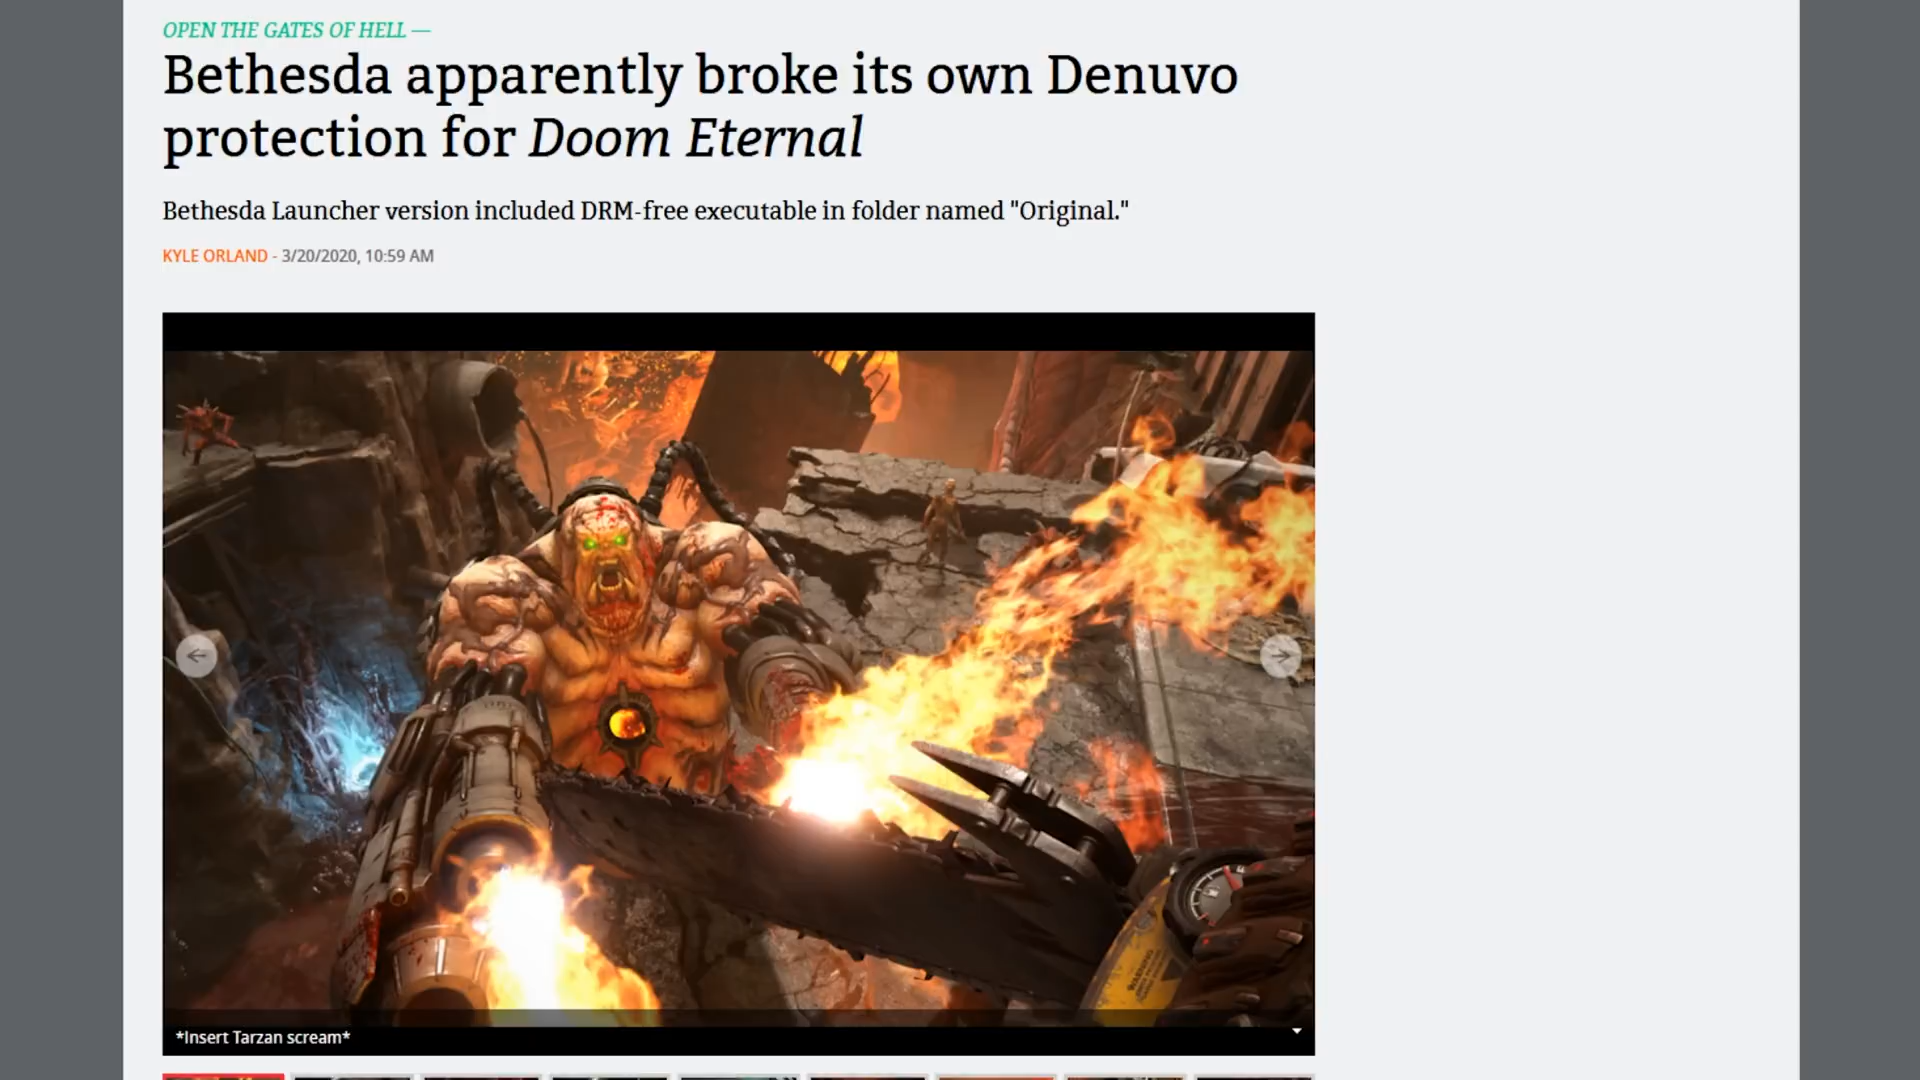 OPEN THE GATES OF HELL —
Bethesda apparently broke its own Denuvo
protection for Doom Eternal
Bethesda Launcher version included DRM-free executable in folder named "Original."
KYLE ORLAND - 3/20/2020, 10:59 AM
WARNING
*Insert Tarzan scream*